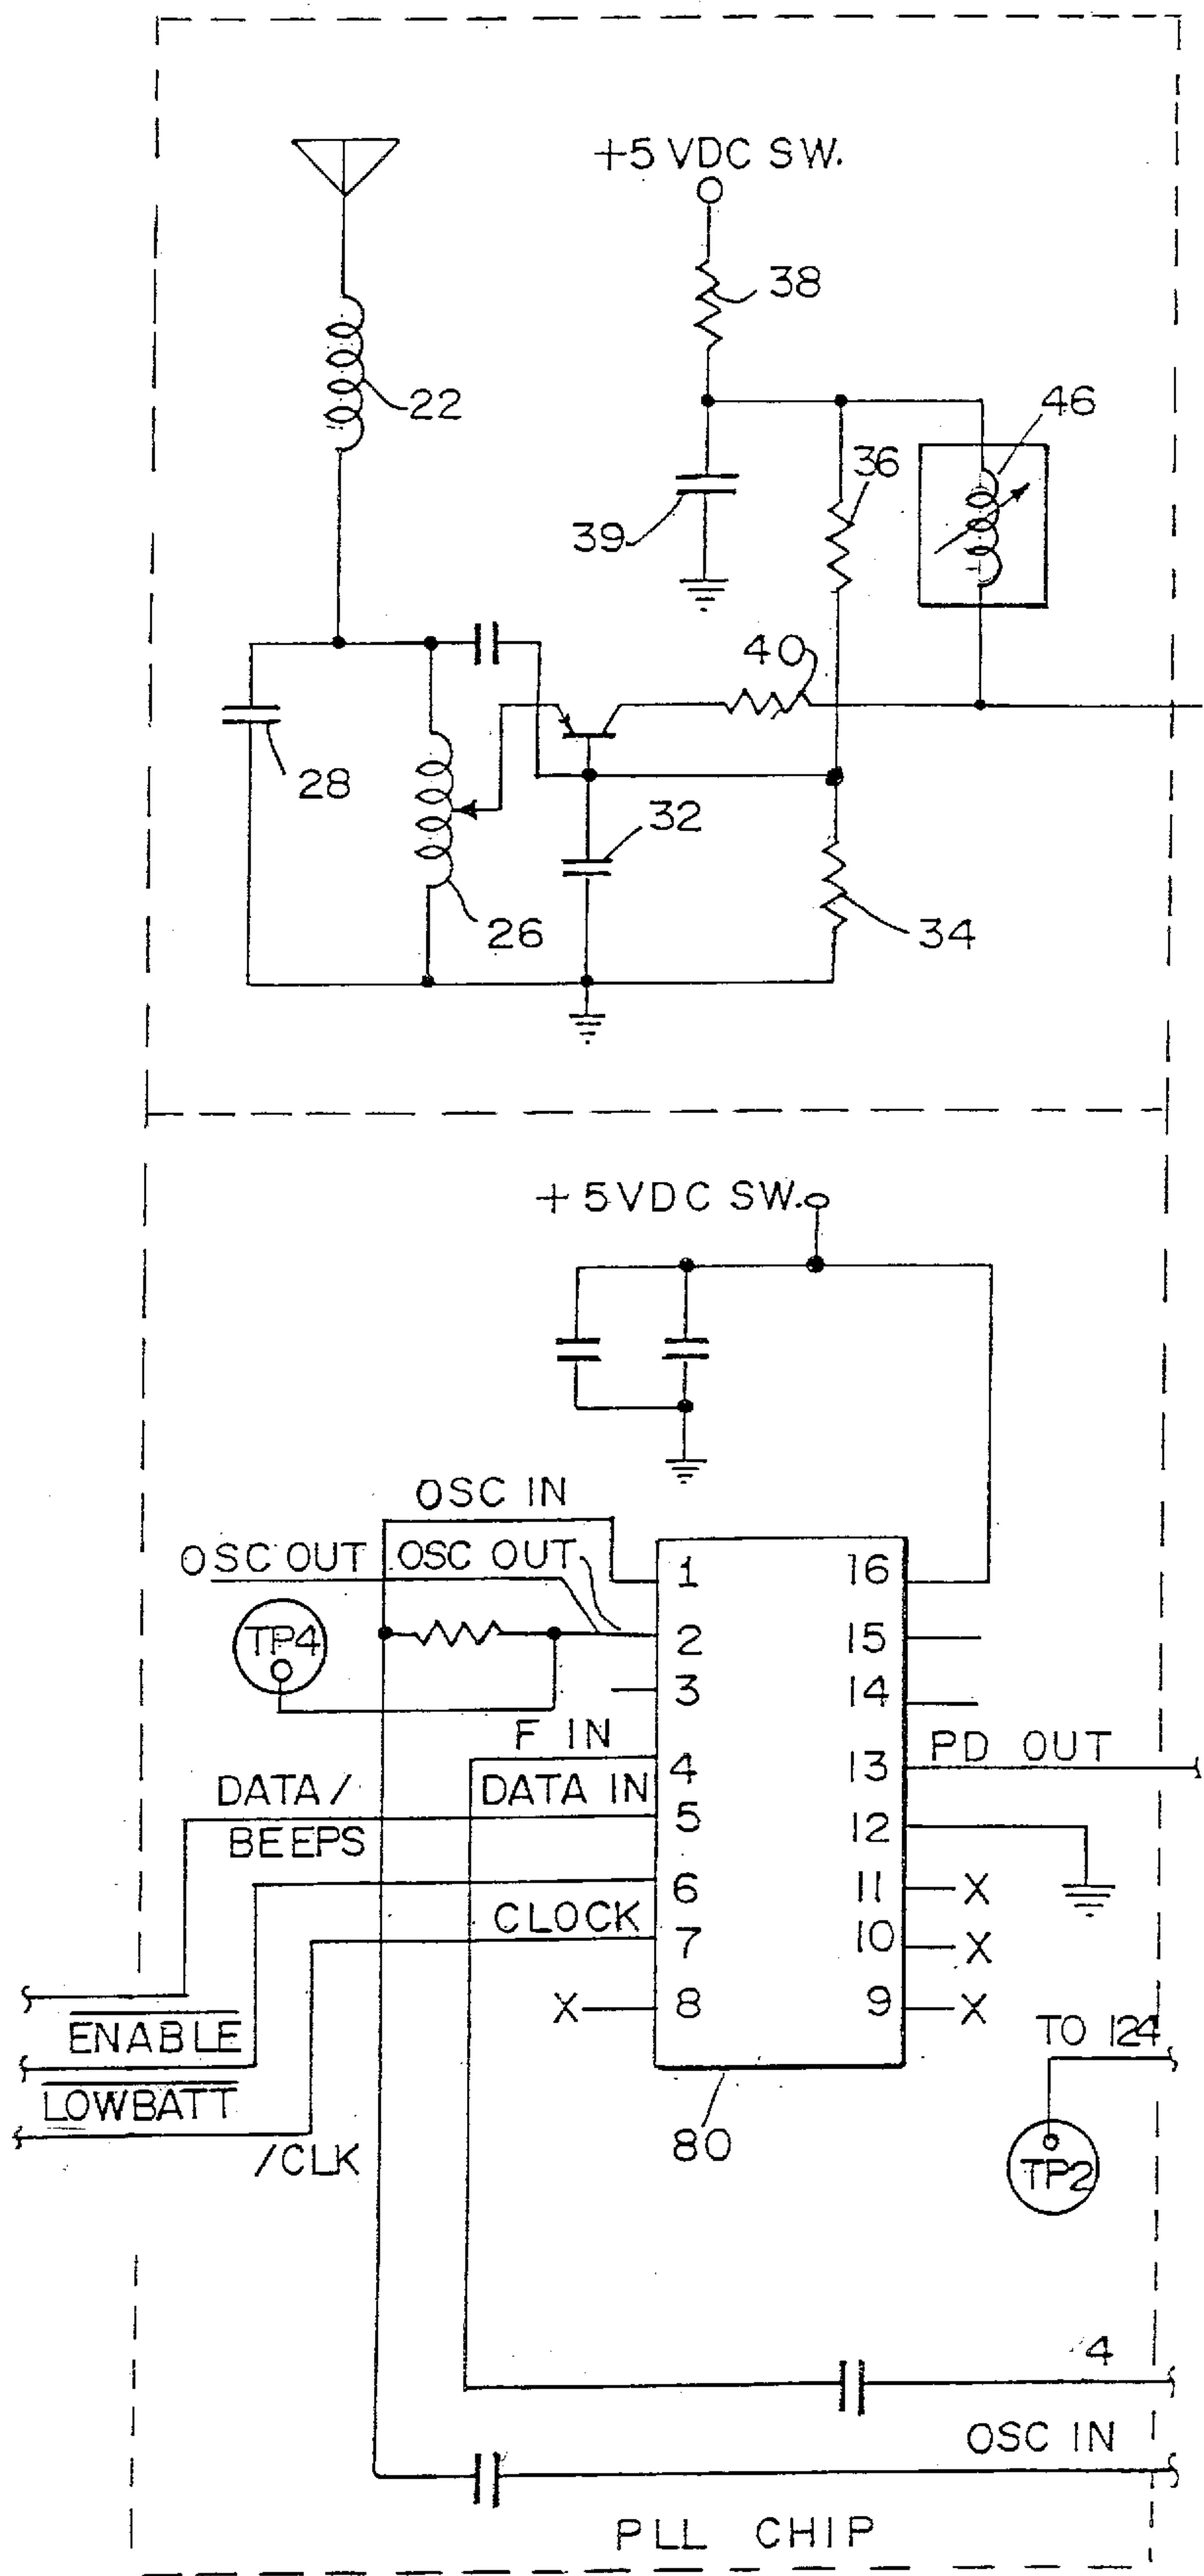 +5 VDC SW.
38
22
46
36
39
40
28
32
26
34
+5VDC SW.
OSC IN
OSC OUT
OSC OUT
1
16
TP4
2
15
3
14
F IN
4
13
PD OUT
DATA /
DATA IN
5
12
BEEPS
6
11
X
CLOCK
7
10
X
X
8
9
X
ENABLE
TO 124
LOWBATT
/CLK
80
TP2
4
OSC IN
PLL CHIP